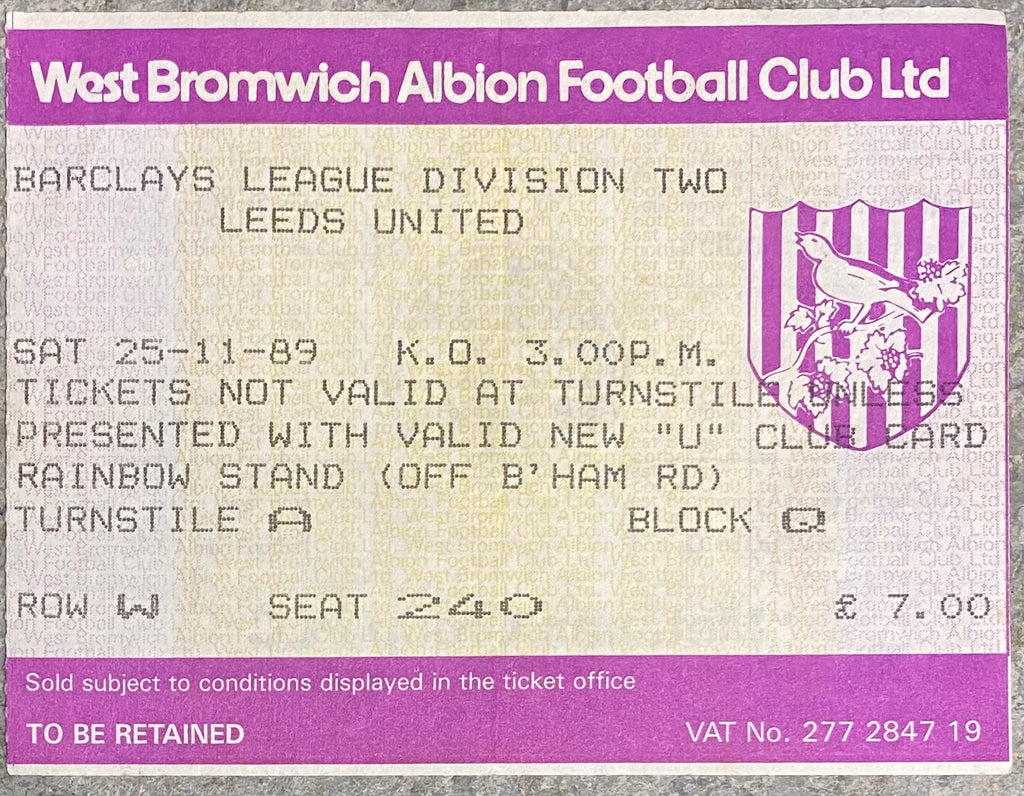 West Bromwich Albion Football Club Ltd
BARCLAYS LEAGUE DIVISION TWO
LEEDS UNITED
SAT 25-11-89 K.O. 3.00P.M.
TICKETS NOT VALID AT TURNSTILE UNLESS
PRESENTED WITH VALID NEW "U" CLUB CARD
RAINBOW STAND (OFF B'HAM RD)
TURNSTILE A BLOCK Q
ROW W SEAT 240 £ 7.00
Sold subject to conditions displayed in the ticket office
TO BE RETAINED VAT No. 277 2847 19